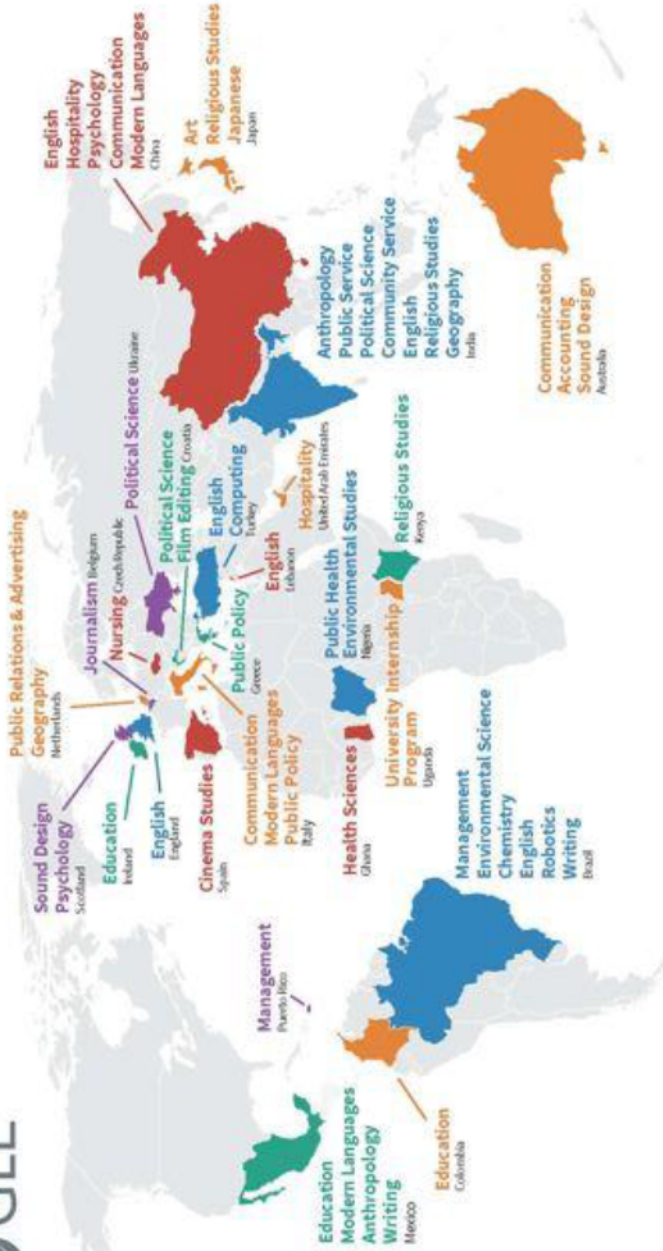 OGLE
Public Relations & Advertising
Geography
Netherlands
Sound Design
Psychology
Scotland
Journalism Belgium
Education
Ireland
Nursing Czech Republic
English
England
Political Science Ukraine
Political Science
Film Editing Croatia
Cinema Studies
Spain
English
Computing
Turkey
English
Hospitality
Psychology
Communication
Modern Languages
China
Art
Religious Studies
Japanese
Japan
Management
Puerto Rico
Communication
Modern Languages
Public Policy
Italy
Public Policy
Greece
English
Lebanon
Hospitality
United Arab Emirates
Anthropology
Public Service
Political Science
Community Service
English
Religious Studies
Geography
India
Education
Modern Languages
Anthropology
Writing
Mexico
Health Sciences
Ghana
Public Health
Environmental Studies
Nigeria
University Internship
Program
Uganda
Religious Studies
Kenya
Education
Colombia
Management
Environmental Science
Chemistry
English
Robotics
Writing
Brazil
Communication
Accounting
Sound Design
Australia